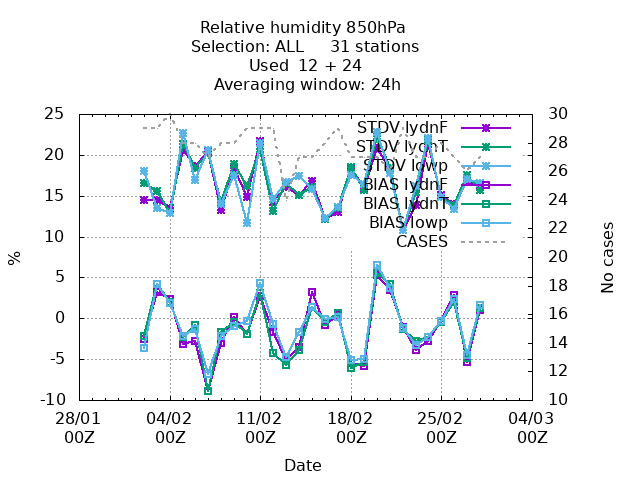 Relative humidity 850hPa
Selection: ALL 31 stations
Used 12 + 24
Averaging window: 24h
25
20
15
10
5
0
-5
-10
%
30
28
26
24
22
20
18
16
14
12
10
No cases
STDV lydnF
STDV lydnT
STDV lowp
BIAS lydnF
BIAS lydnT
BIAS lowp
CASES
28/01 04/02 11/02 18/02 25/02 04/03
00Z 00Z 00Z 00Z 00Z 00Z
Date